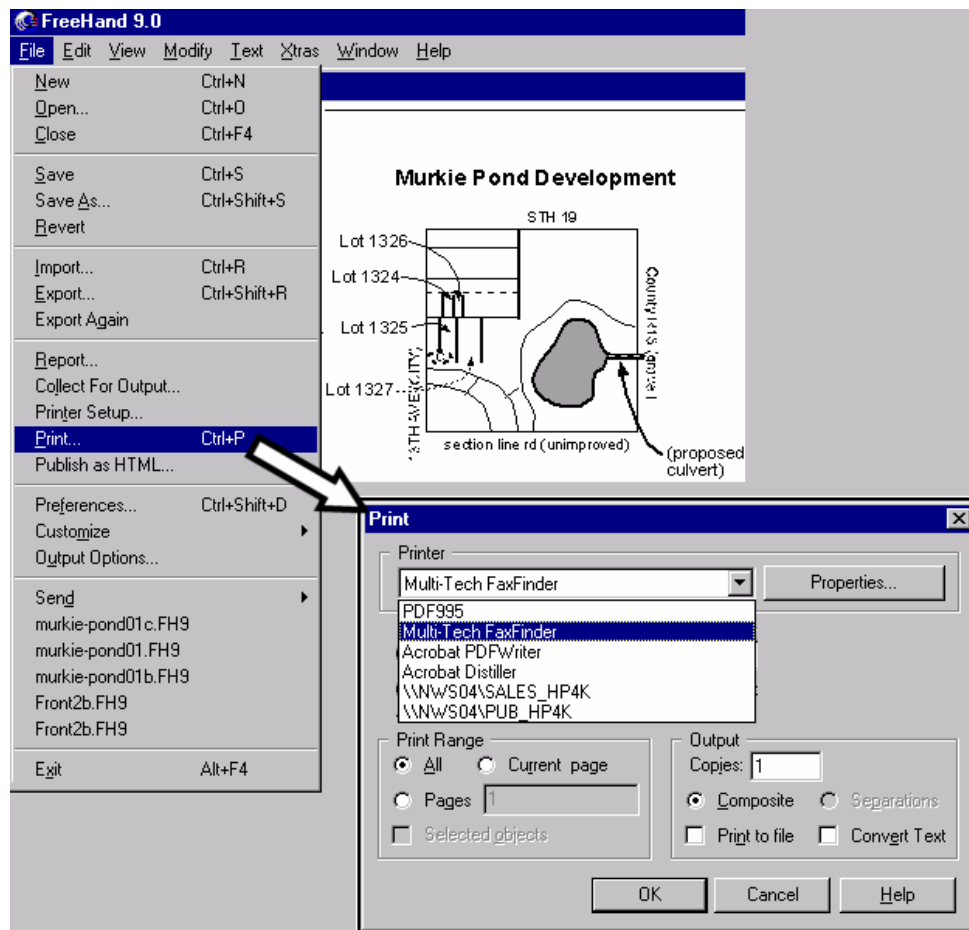 FreeHand 9.0
File Edit View Modify Text Xtras Window Help
New Ctrl+N
Open... Ctrl+O
Close Ctrl+F4
Save Ctrl+S
Save As... Ctrl+Shift+S
Revert
Import... Ctrl+R
Export... Ctrl+Shift+R
Export Again
Report...
Collect For Output...
Printer Setup...
Print... Ctrl+P
Publish as HTML...
Preferences... Ctrl+Shift+D
Customize
Output Options...
Send
murkie-pond01c.FH9
murkie-pond01.FH9
murkie-pond01b.FH9
Front2b.FH9
Front2b.FH9
Exit Alt+F4
Murkie Pond Development
STH 19
Lot 1326
Lot 1324
Lot 1325
Lot 1327
County
13TH AVE (CITY)
section line rd (unimproved)
(proposed
culvert)
Print
Printer
Multi-Tech FaxFinder
Properties...
PDF995
Multi-Tech FaxFinder
Acrobat PDFWriter
Acrobat Distiller
\\NWS04\SALES_HP4K
\\NWS04\PUB_HP4K
Print Range
All Current page
Pages 1
Selected objects
Output
Copies: 1
Composite Separations
Print to file Convert Text
OK Cancel Help